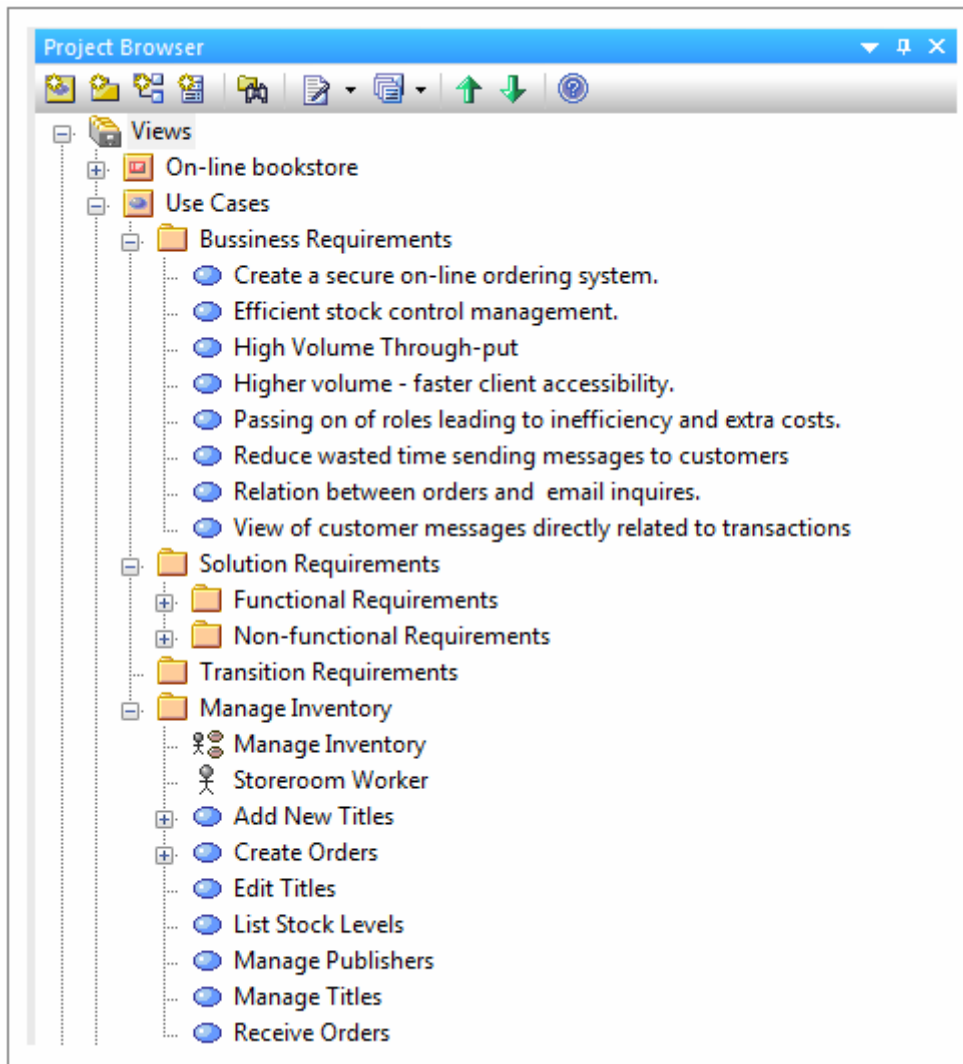 Project Browser
Views
On-line bookstore
Use Cases
Bussiness Requirements
Create a secure on-line ordering system.
Efficient stock control management.
High Volume Through-put
Higher volume - faster client accessibility.
Passing on of roles leading to inefficiency and extra costs.
Reduce wasted time sending messages to customers
Relation between orders and  email inquires.
View of customer messages directly related to transactions
Solution Requirements
Functional Requirements
Non-functional Requirements
Transition Requirements
Manage Inventory
Manage Inventory
Storeroom Worker
Add New Titles
Create Orders
Edit Titles
List Stock Levels
Manage Publishers
Manage Titles
Receive Orders